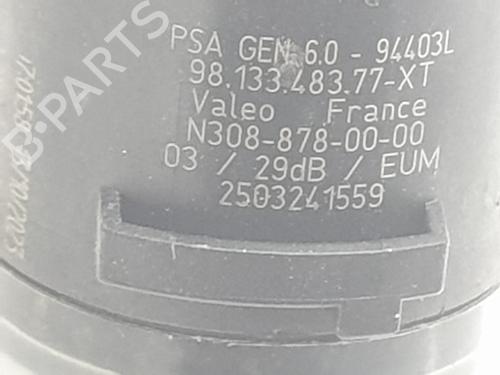 PSA GEN 6.0 - 94403L
98.133.483.77-XT
Valeo France
N308-878-00-00
03 / 29dB / EUM
2503241559
B-PARTS